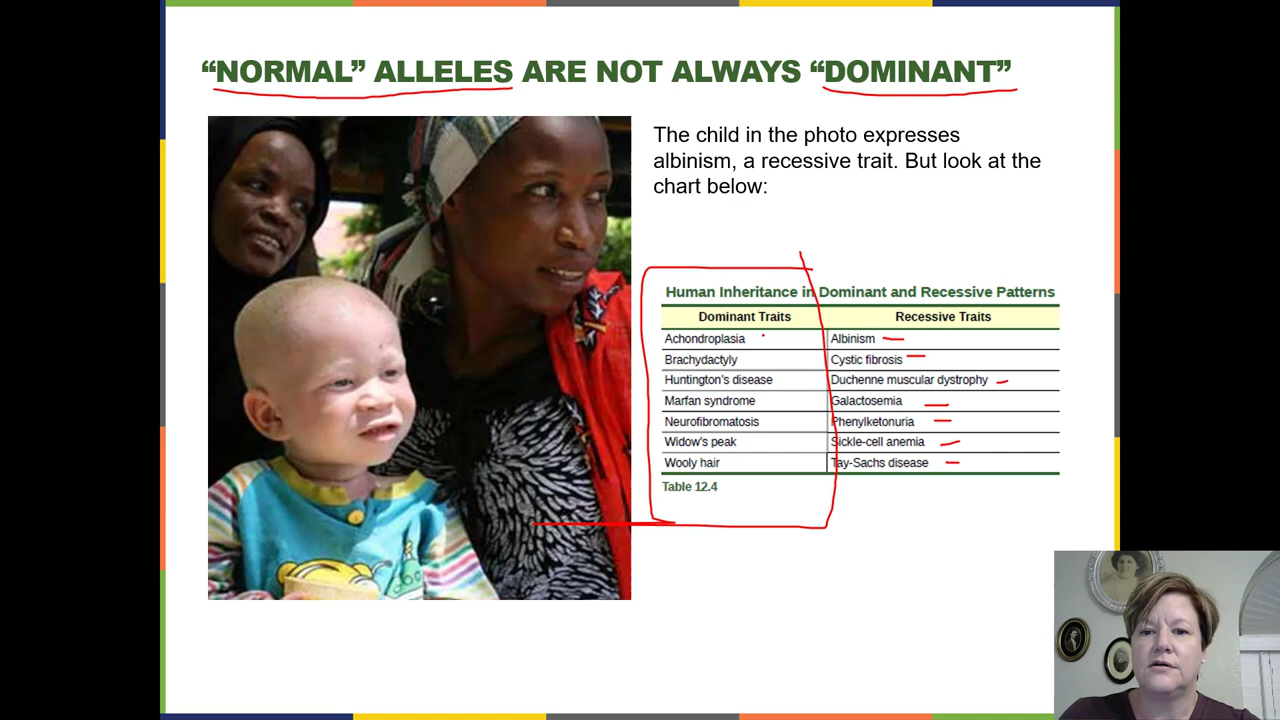 “NORMAL” ALLELES ARE NOT ALWAYS “DOMINANT”
The child in the photo expresses
albinism, a recessive trait. But look at the
chart below:
Human Inheritance in Dominant and Recessive Patterns
Dominant Traits Recessive Traits
Achondroplasia Albinism
Brachydactyly Cystic fibrosis
Huntington’s disease Duchenne muscular dystrophy
Marfan syndrome Galactosemia
Neurofibromatosis Phenylketonuria
Widow’s peak Sickle-cell anemia
Wooly hair Tay-Sachs disease
Table 12.4